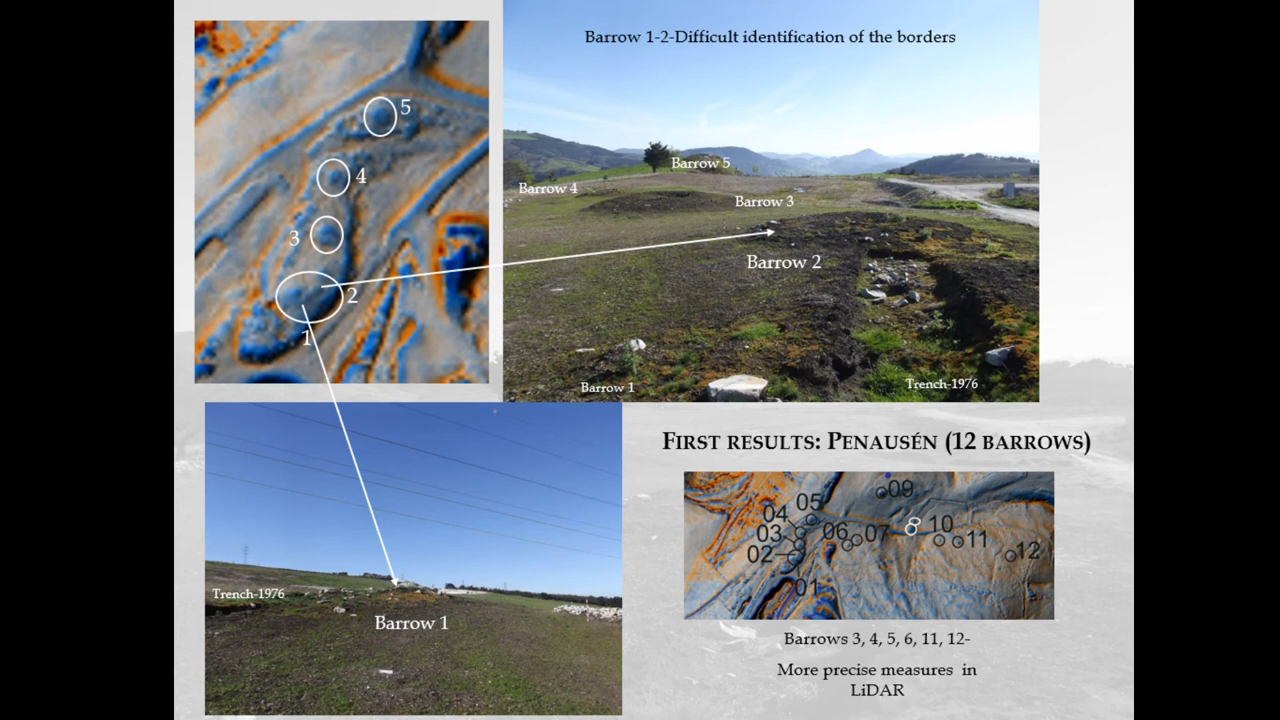 5
4
3
2
1
Barrow 1-2-Difficult identification of the borders
Barrow 5
Barrow 4
Barrow 3
Barrow 2
Barrow 1
Trench-1976
Trench-1976
Barrow 1
FIRST RESULTS: PENAUSÉN (12 BARROWS)
09
05
04
03
02
01
06
07
10
11
12
Barrows 3, 4, 5, 6, 11, 12-
More precise measures in
LiDAR